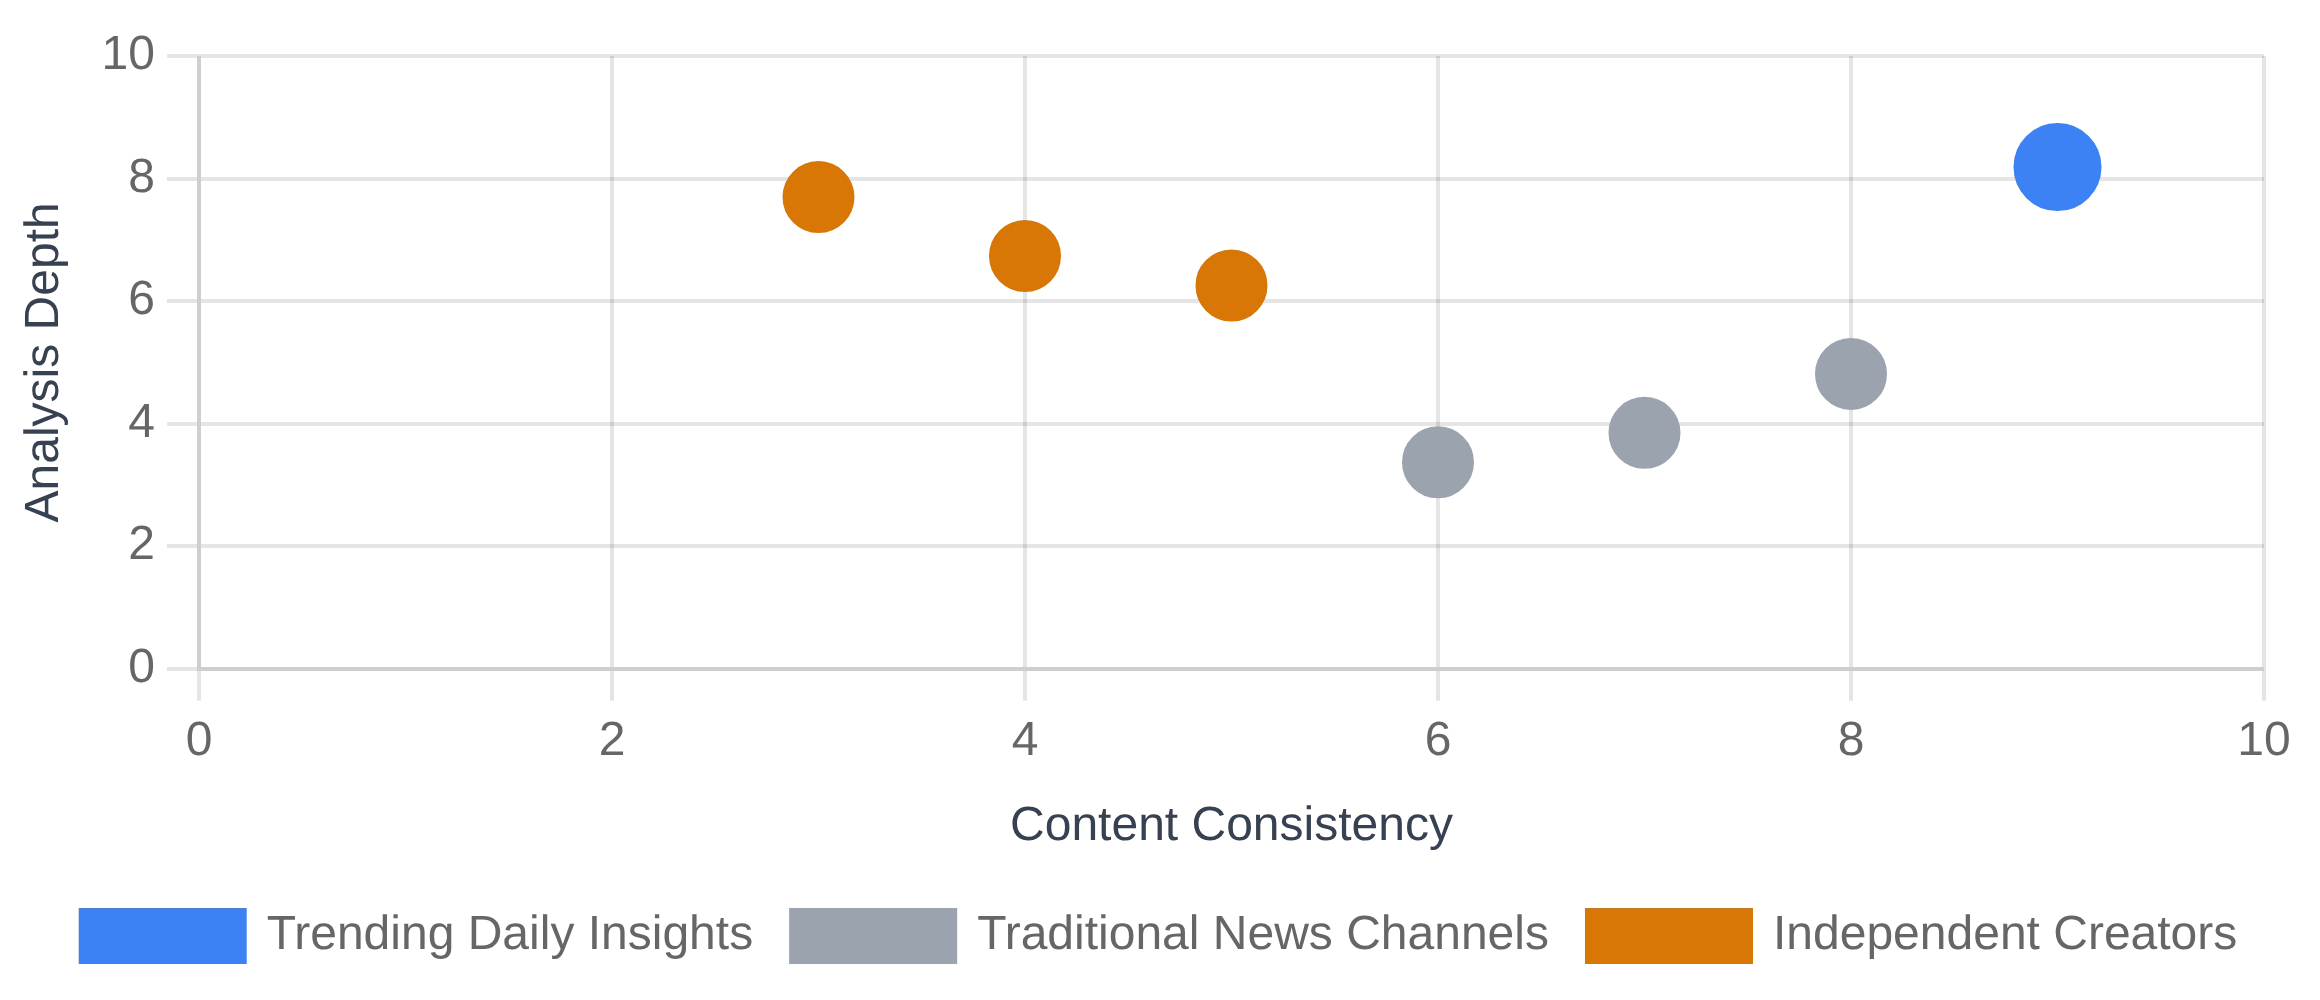 10
8
6
4
2
0
Analysis Depth
0 2 4 6 8 10
Content Consistency
Trending Daily Insights Traditional News Channels Independent Creators